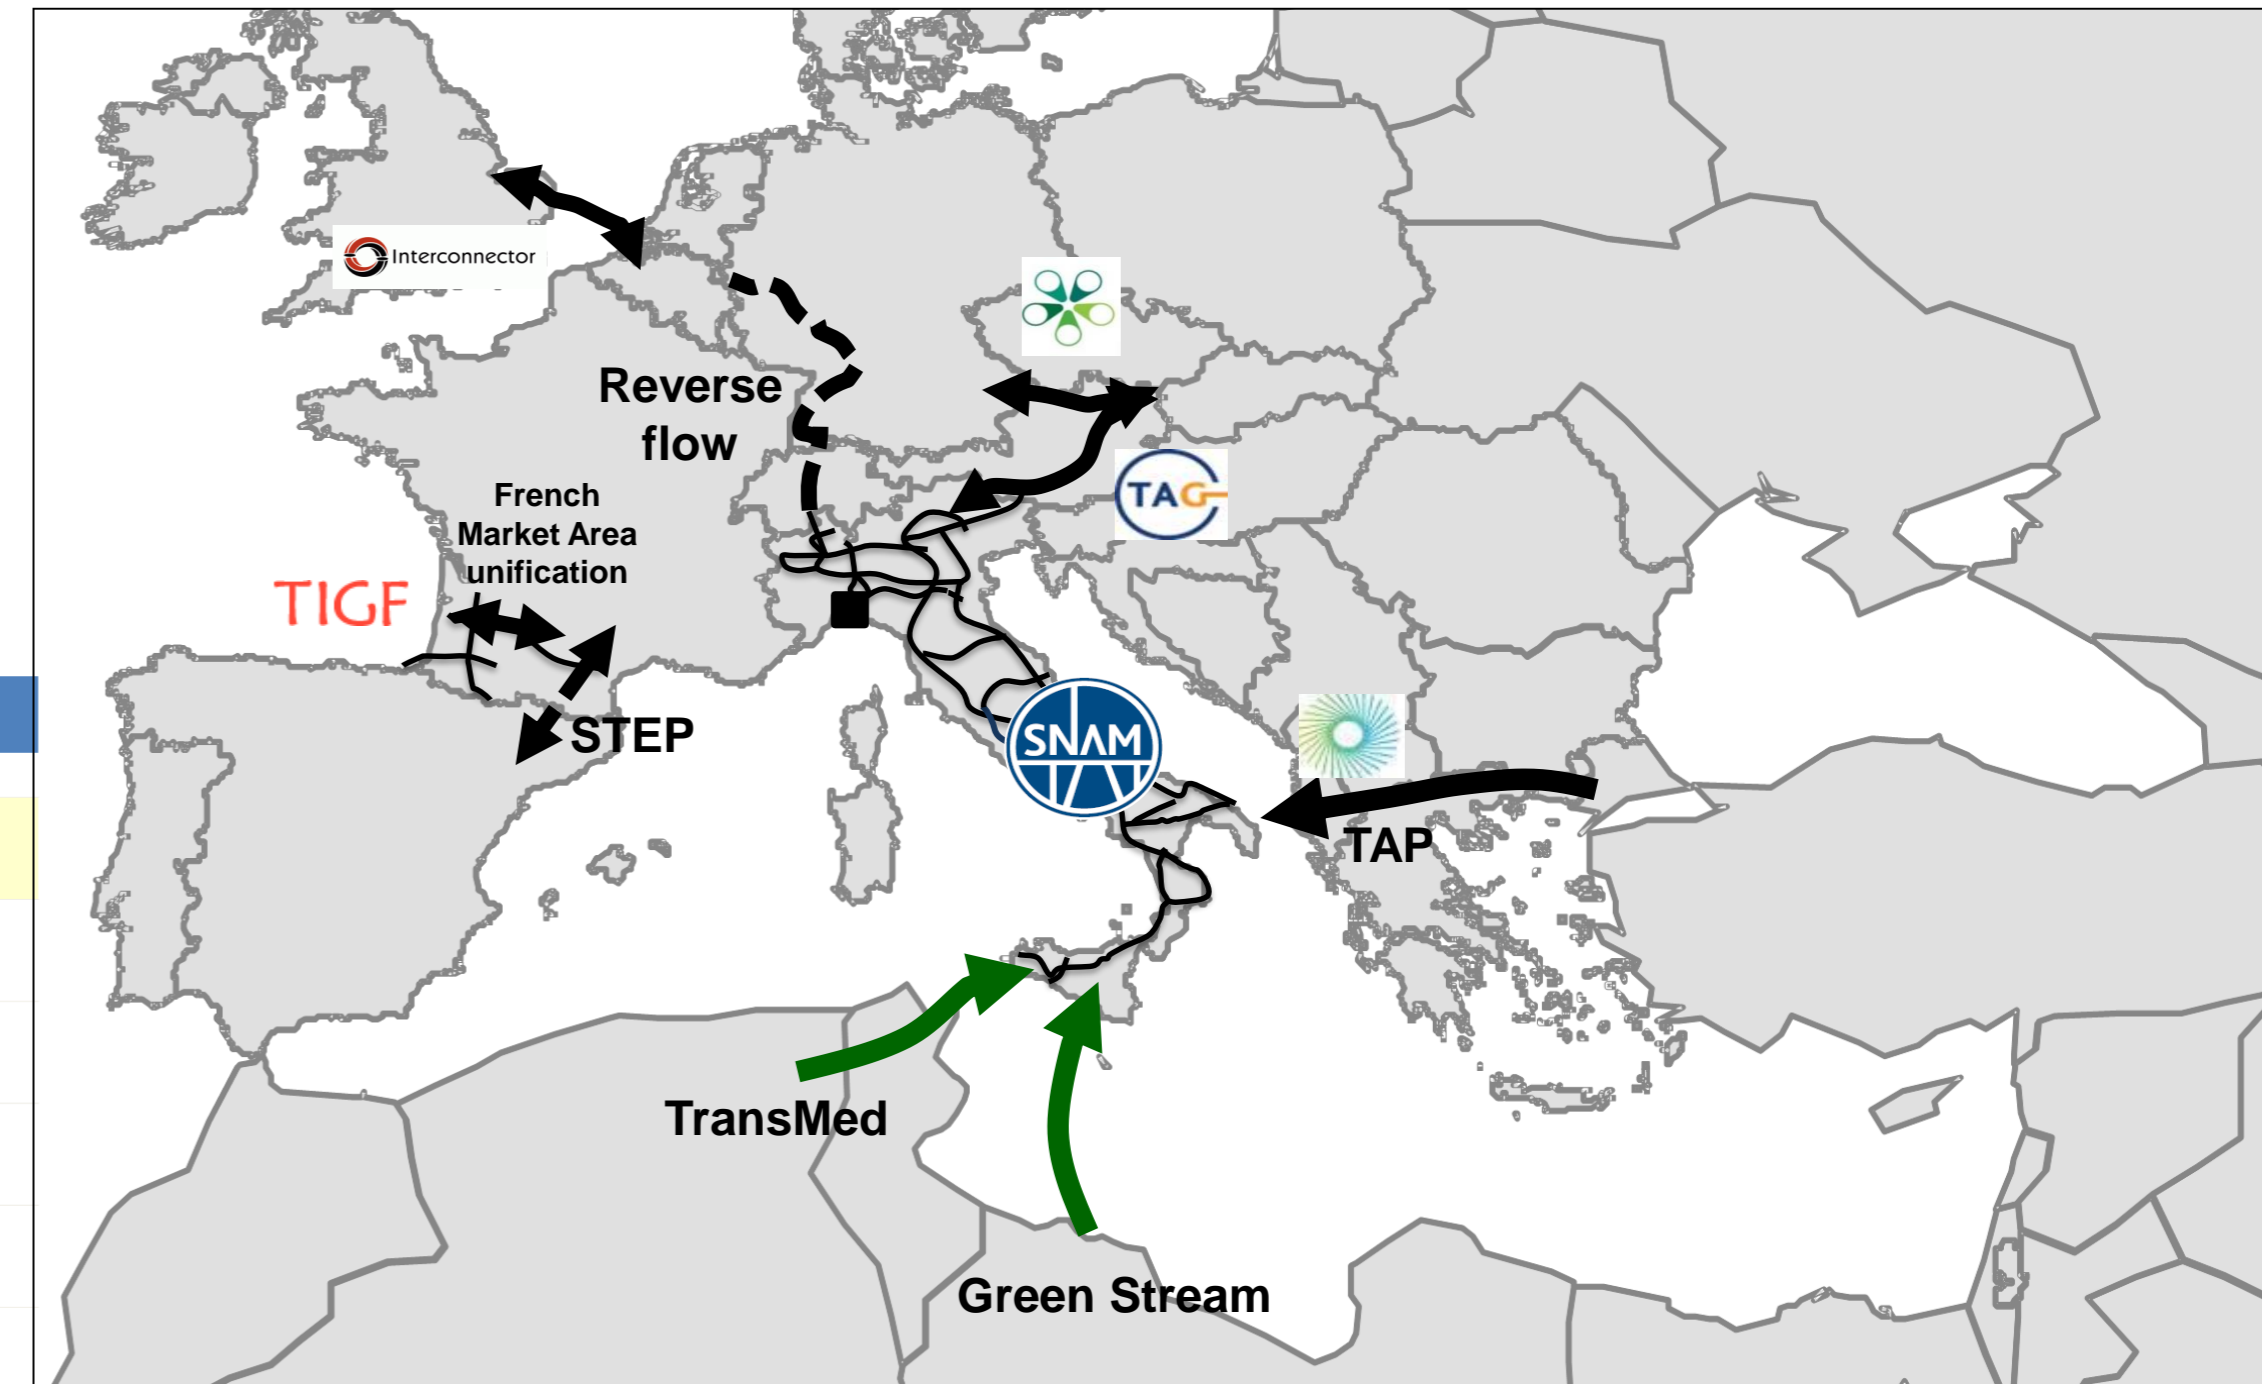 Interconnector
Reverse
flow
TAG
French
Market Area
unification
TIGF
STEP
SNAM
TAP
TransMed
Green Stream